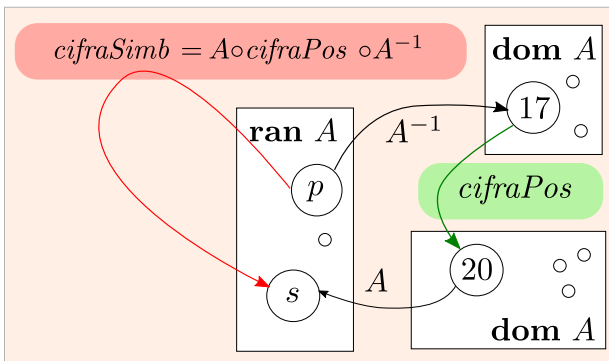 cifraSimb = A∘cifraPos ∘A⁻¹
dom A
17
ran A
A⁻¹
p
cifraPos
20
A
s
dom A